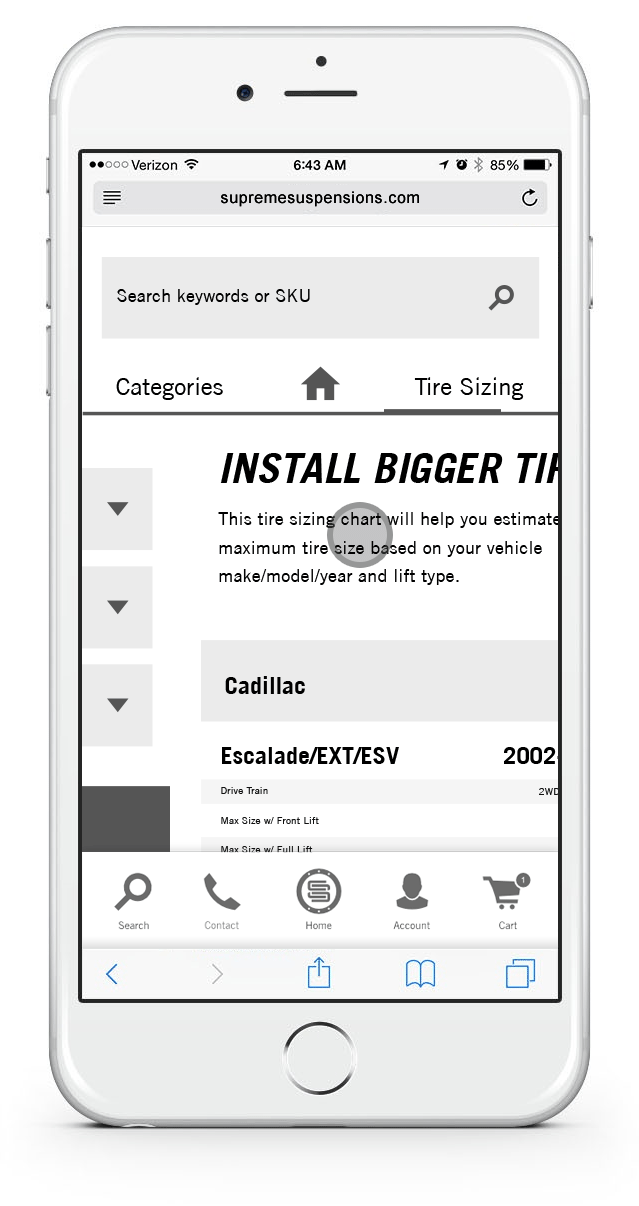 Verizon 6:43 AM 85%
supremesuspensions.com
Search keywords or SKU
Categories Tire Sizing
INSTALL BIGGER TIR
This tire sizing chart will help you estimate
maximum tire size based on your vehicle
make/model/year and lift type.
Cadillac
Escalade/EXT/ESV 2002
Drive Train 2WD
Max Size w/ Front Lift
Max Size w/ Full Lift
1
Search Contact Home Account Cart